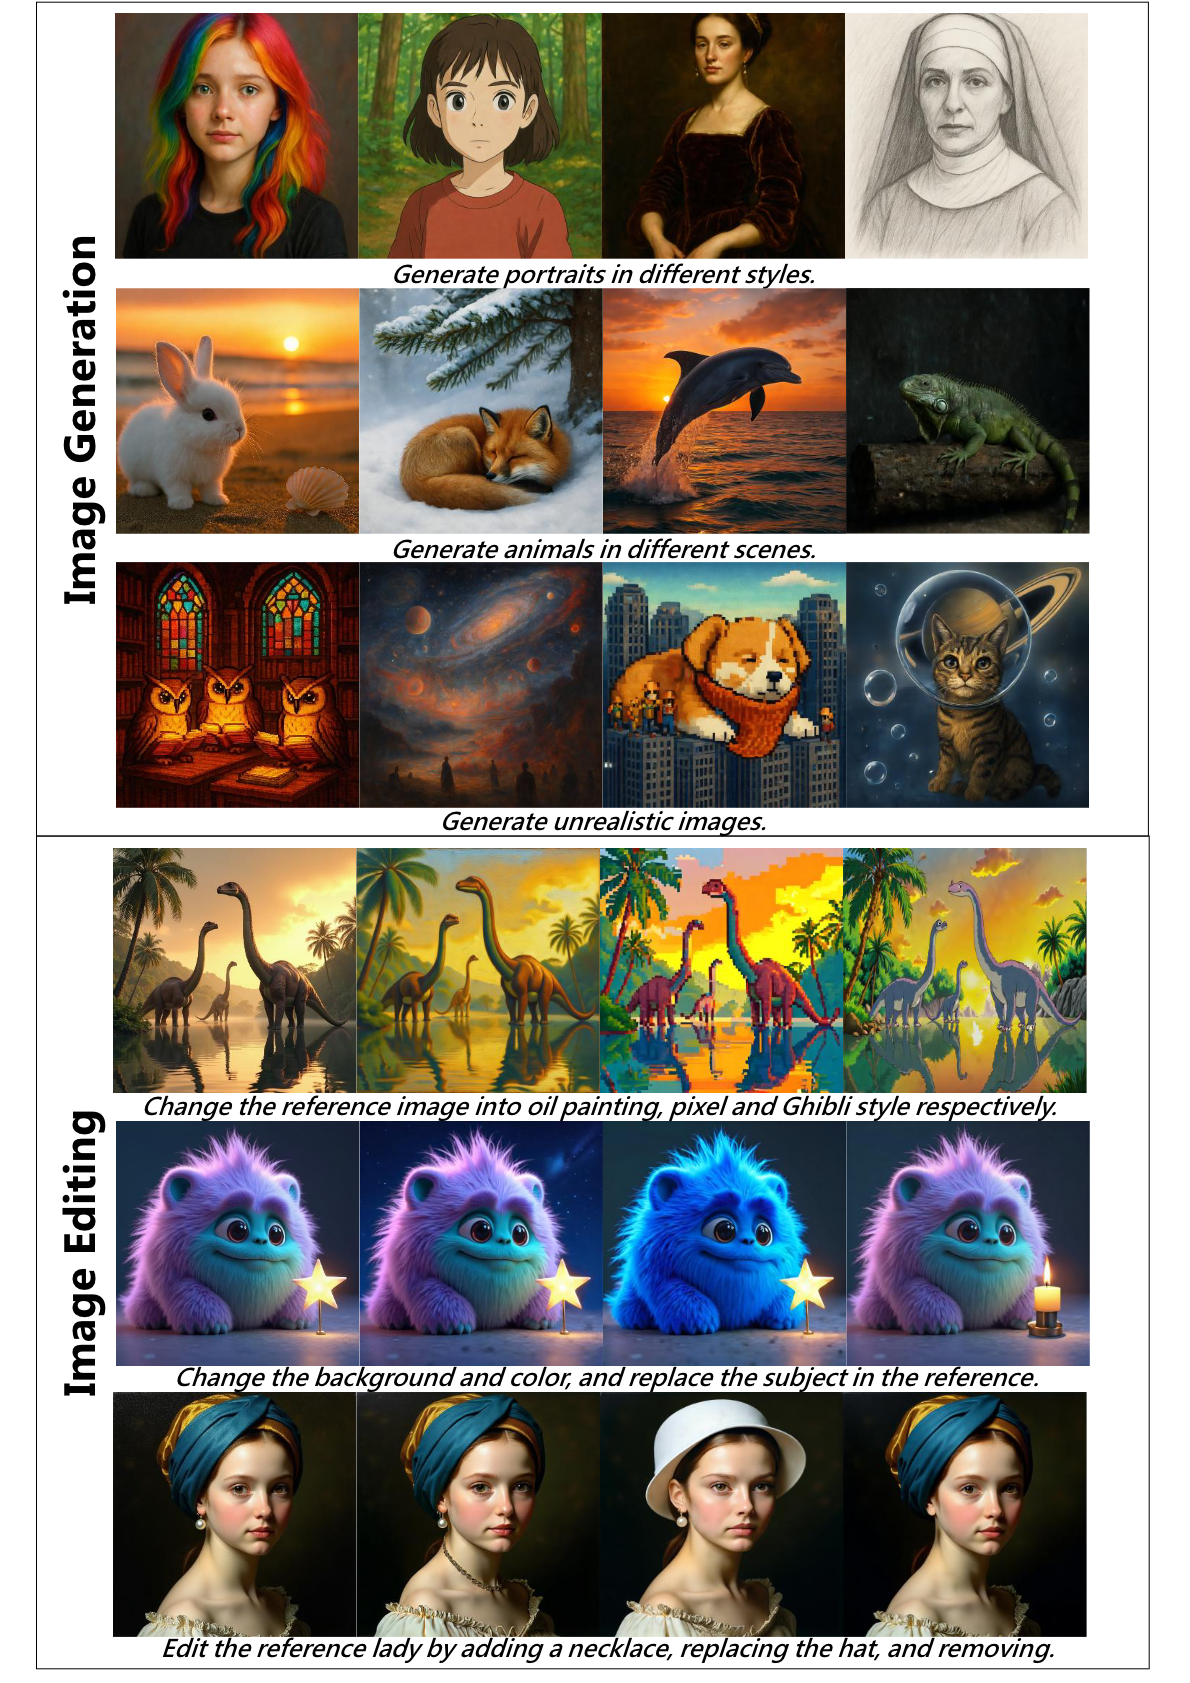 Image Generation
Generate portraits in different styles.
Generate animals in different scenes.
Generate unrealistic images.
Image Editing
Change the reference image into oil painting, pixel and Ghibli style respectively.
Change the background and color, and replace the subject in the reference.
Edit the reference lady by adding a necklace, replacing the hat, and removing.